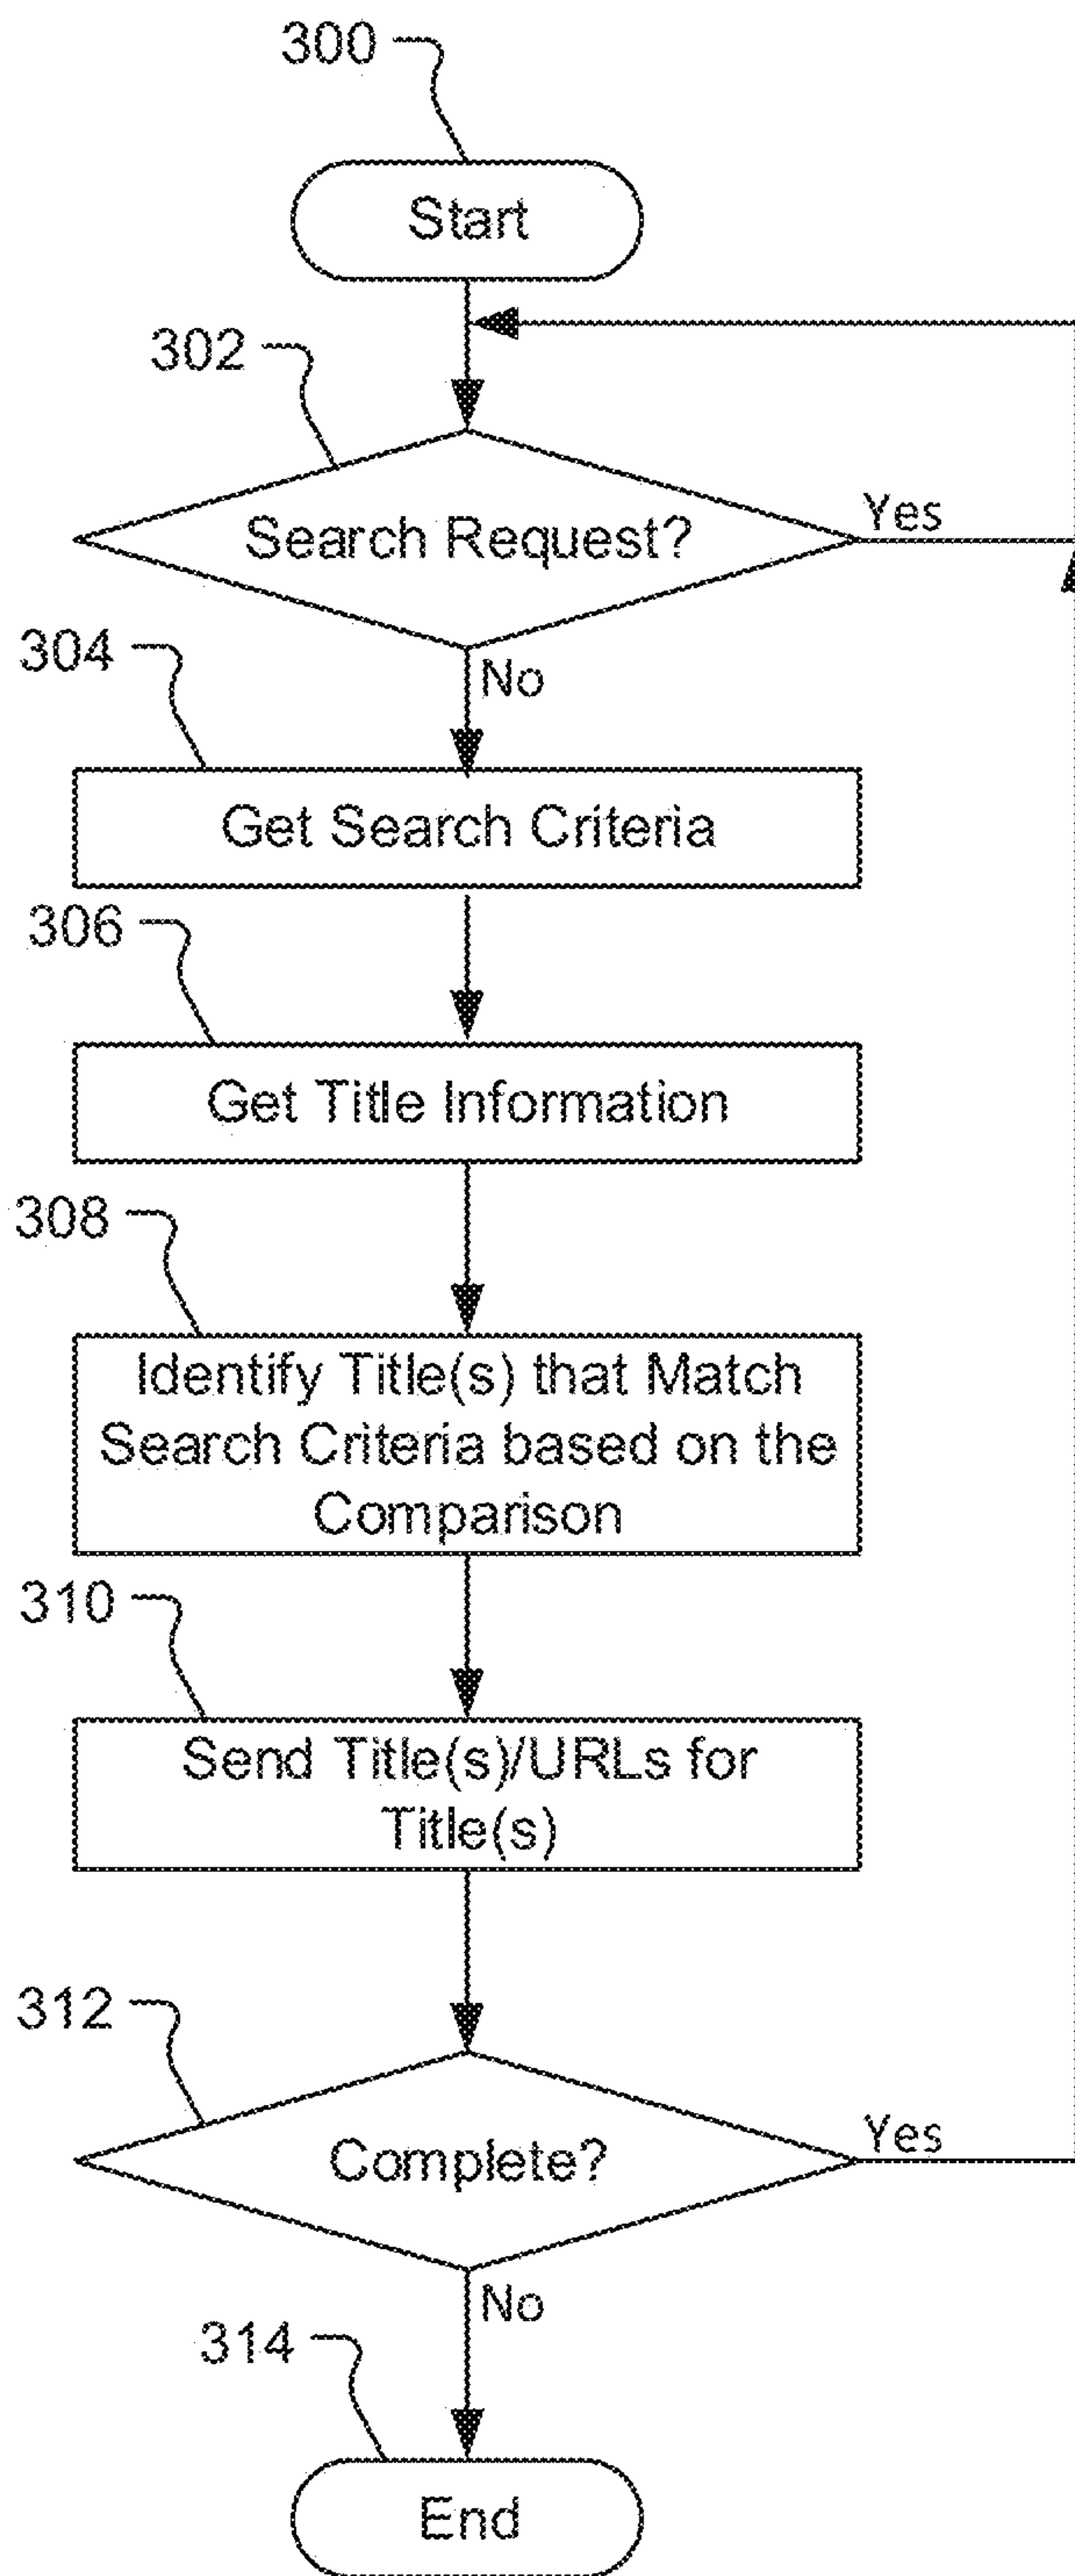 300
Start
302
Search Request?
Yes
304
No
Get Search Criteria
306
Get Title Information
308
Identify Title(s) that Match
Search Criteria based on the
Comparison
310
Send Title(s)/URLs for
Title(s)
312
Complete?
Yes
No
314
End